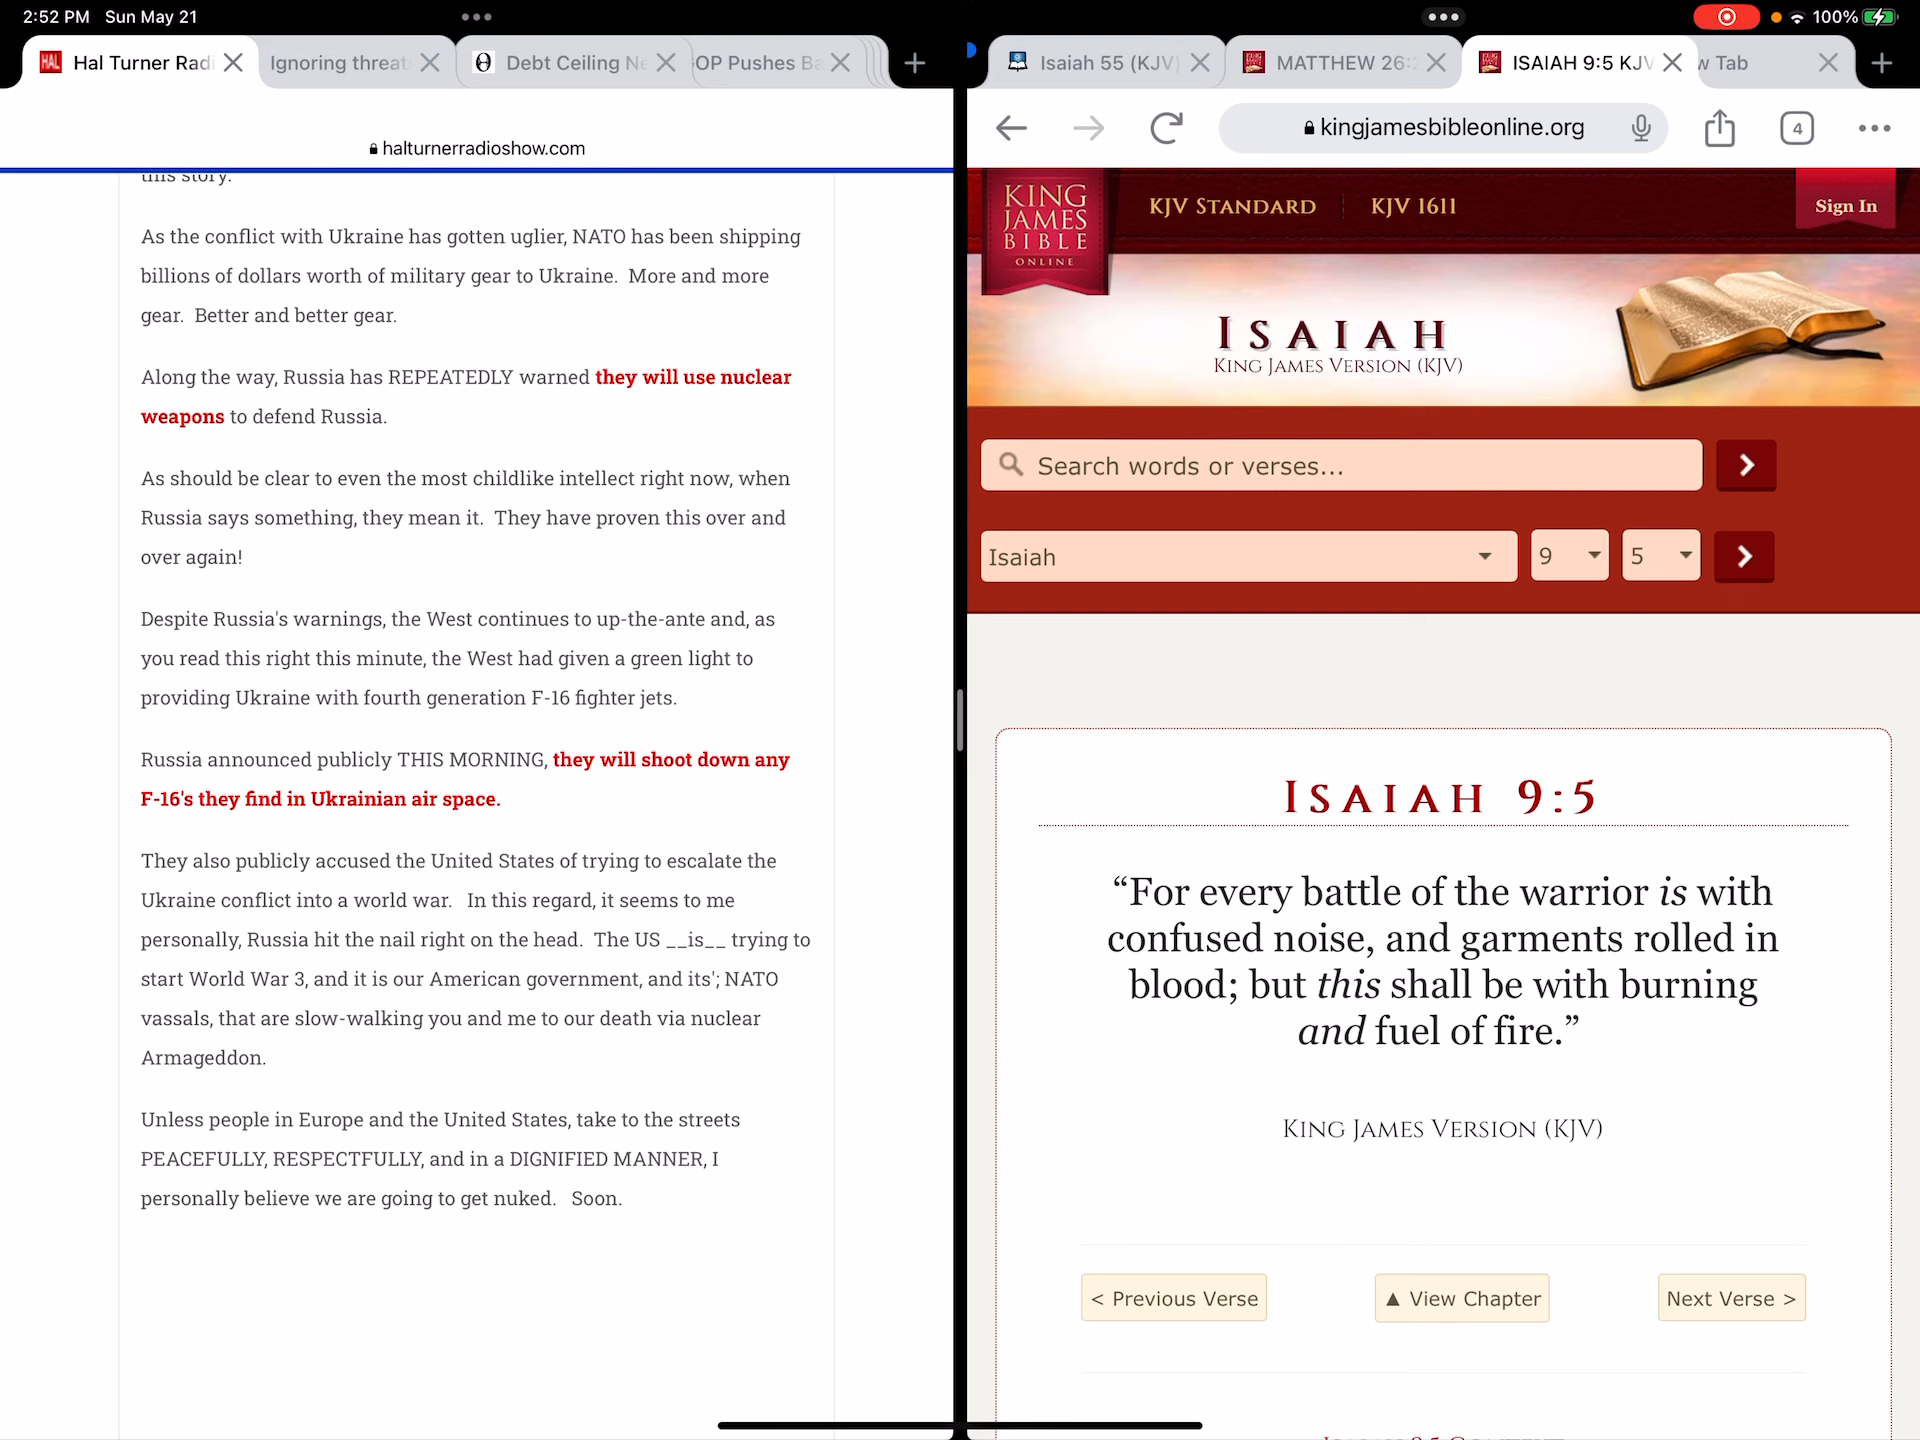 2:52 PM Sun May 21
100%
HAL Hal Turner Radi
Ignoring threat
Debt Ceiling Ne
OP Pushes Ba
halturnerradioshow.com
this story.
As the conflict with Ukraine has gotten uglier, NATO has been shipping
billions of dollars worth of military gear to Ukraine.  More and more
gear.  Better and better gear.
Along the way, Russia has REPEATEDLY warned they will use nuclear
weapons to defend Russia.
As should be clear to even the most childlike intellect right now, when
Russia says something, they mean it.  They have proven this over and
over again!
Despite Russia's warnings, the West continues to up-the-ante and, as
you read this right this minute, the West had given a green light to
providing Ukraine with fourth generation F-16 fighter jets.
Russia announced publicly THIS MORNING, they will shoot down any
F-16's they find in Ukrainian air space.
They also publicly accused the United States of trying to escalate the
Ukraine conflict into a world war.   In this regard, it seems to me
personally, Russia hit the nail right on the head.  The US __is__ trying to
start World War 3, and it is our American government, and its'; NATO
vassals, that are slow-walking you and me to our death via nuclear
Armageddon.
Unless people in Europe and the United States, take to the streets
PEACEFULLY, RESPECTFULLY, and in a DIGNIFIED MANNER, I
personally believe we are going to get nuked.   Soon.
Isaiah 55 (KJV)
MATTHEW 26:
ISAIAH 9:5 KJV
w Tab
kingjamesbibleonline.org
4
KING
JAMES
BIBLE
ONLINE
KJV STANDARD
KJV 1611
Sign In
ISAIAH
KING JAMES VERSION (KJV)
Search words or verses...
Isaiah
9
5
ISAIAH 9:5
“For every battle of the warrior is with
confused noise, and garments rolled in
blood; but this shall be with burning
and fuel of fire.”
KING JAMES VERSION (KJV)
< Previous Verse
▲ View Chapter
Next Verse >